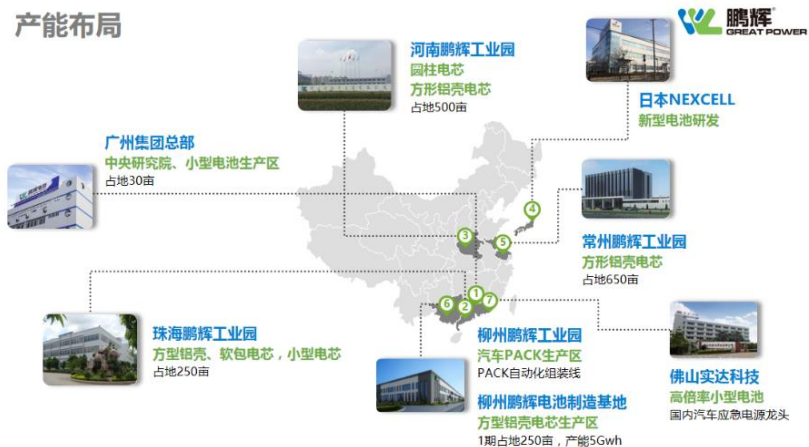 产能布局
鹏辉
GREAT POWER
河南鹏辉工业园
圆柱电芯
方形铝壳电芯
占地500亩
日本NEXCELL
新型电池研发
广州集团总部
中央研究院、小型电池生产区
占地30亩
常州鹏辉工业园
方形铝壳电芯
占地650亩
4
3
5
1
6
2
7
珠海鹏辉工业园
方型铝壳、软包电芯，小型电芯
占地250亩
柳州鹏辉工业园
汽车PACK生产区
PACK自动化组装线
柳州鹏辉电池制造基地
方型铝壳电芯生产区
1期占地250亩，产能5Gwh
佛山实达科技
高倍率小型电池
国内汽车应急电源龙头